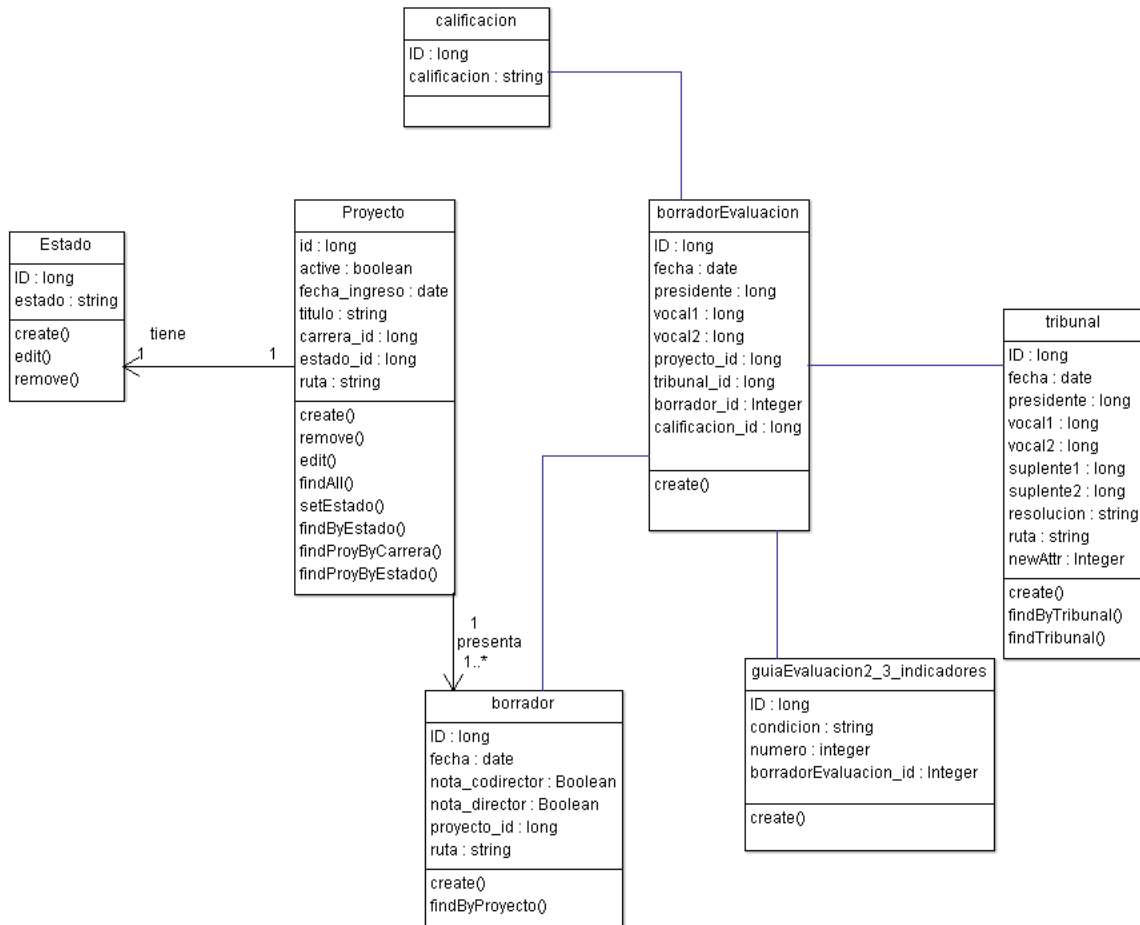 calificacion
ID : long
calificacion : string
Estado
ID : long
estado : string
create()
edit()
remove()
tiene
1
1
Proyecto
id : long
active : boolean
fecha_ingreso : date
titulo : string
carrera_id : long
estado_id : long
ruta : string
create()
remove()
edit()
findAll()
setEstado()
findByEstado()
findProyByCarrera()
findProyByEstado()
1
presenta
1..*
borradorEvaluacion
ID : long
fecha : date
presidente : long
vocal1 : long
vocal2 : long
proyecto_id : long
tribunal_id : long
borrador_id : Integer
calificacion_id : long
create()
tribunal
ID : long
fecha : date
presidente : long
vocal1 : long
vocal2 : long
suplente1 : long
suplente2 : long
resolucion : string
ruta : string
newAttr : Integer
create()
findByTribunal()
findTribunal()
borrador
ID : long
fecha : date
nota_codirector : Boolean
nota_director : Boolean
proyecto_id : long
ruta : string
create()
findByProyecto()
guiaEvaluacion2_3_indicadores
ID : long
condicion : string
numero : integer
borradorEvaluacion_id : Integer
create()